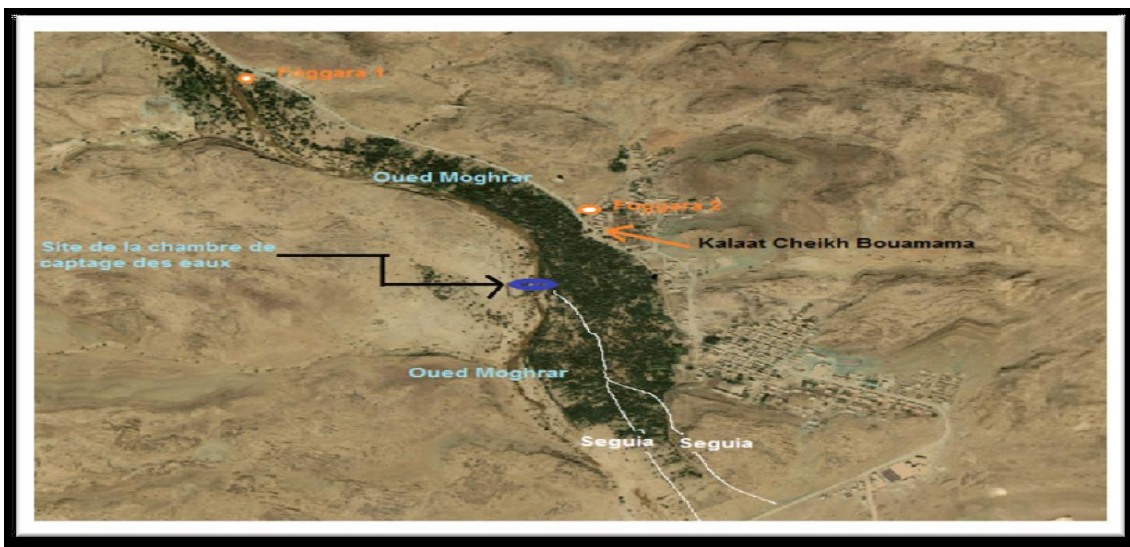 Foggara 1
Oued Moghrar
Foggara 2
Kalaat Cheikh Bouamama
Site de la chambre de
captage des eaux
Oued Moghrar
Seguia
Seguia